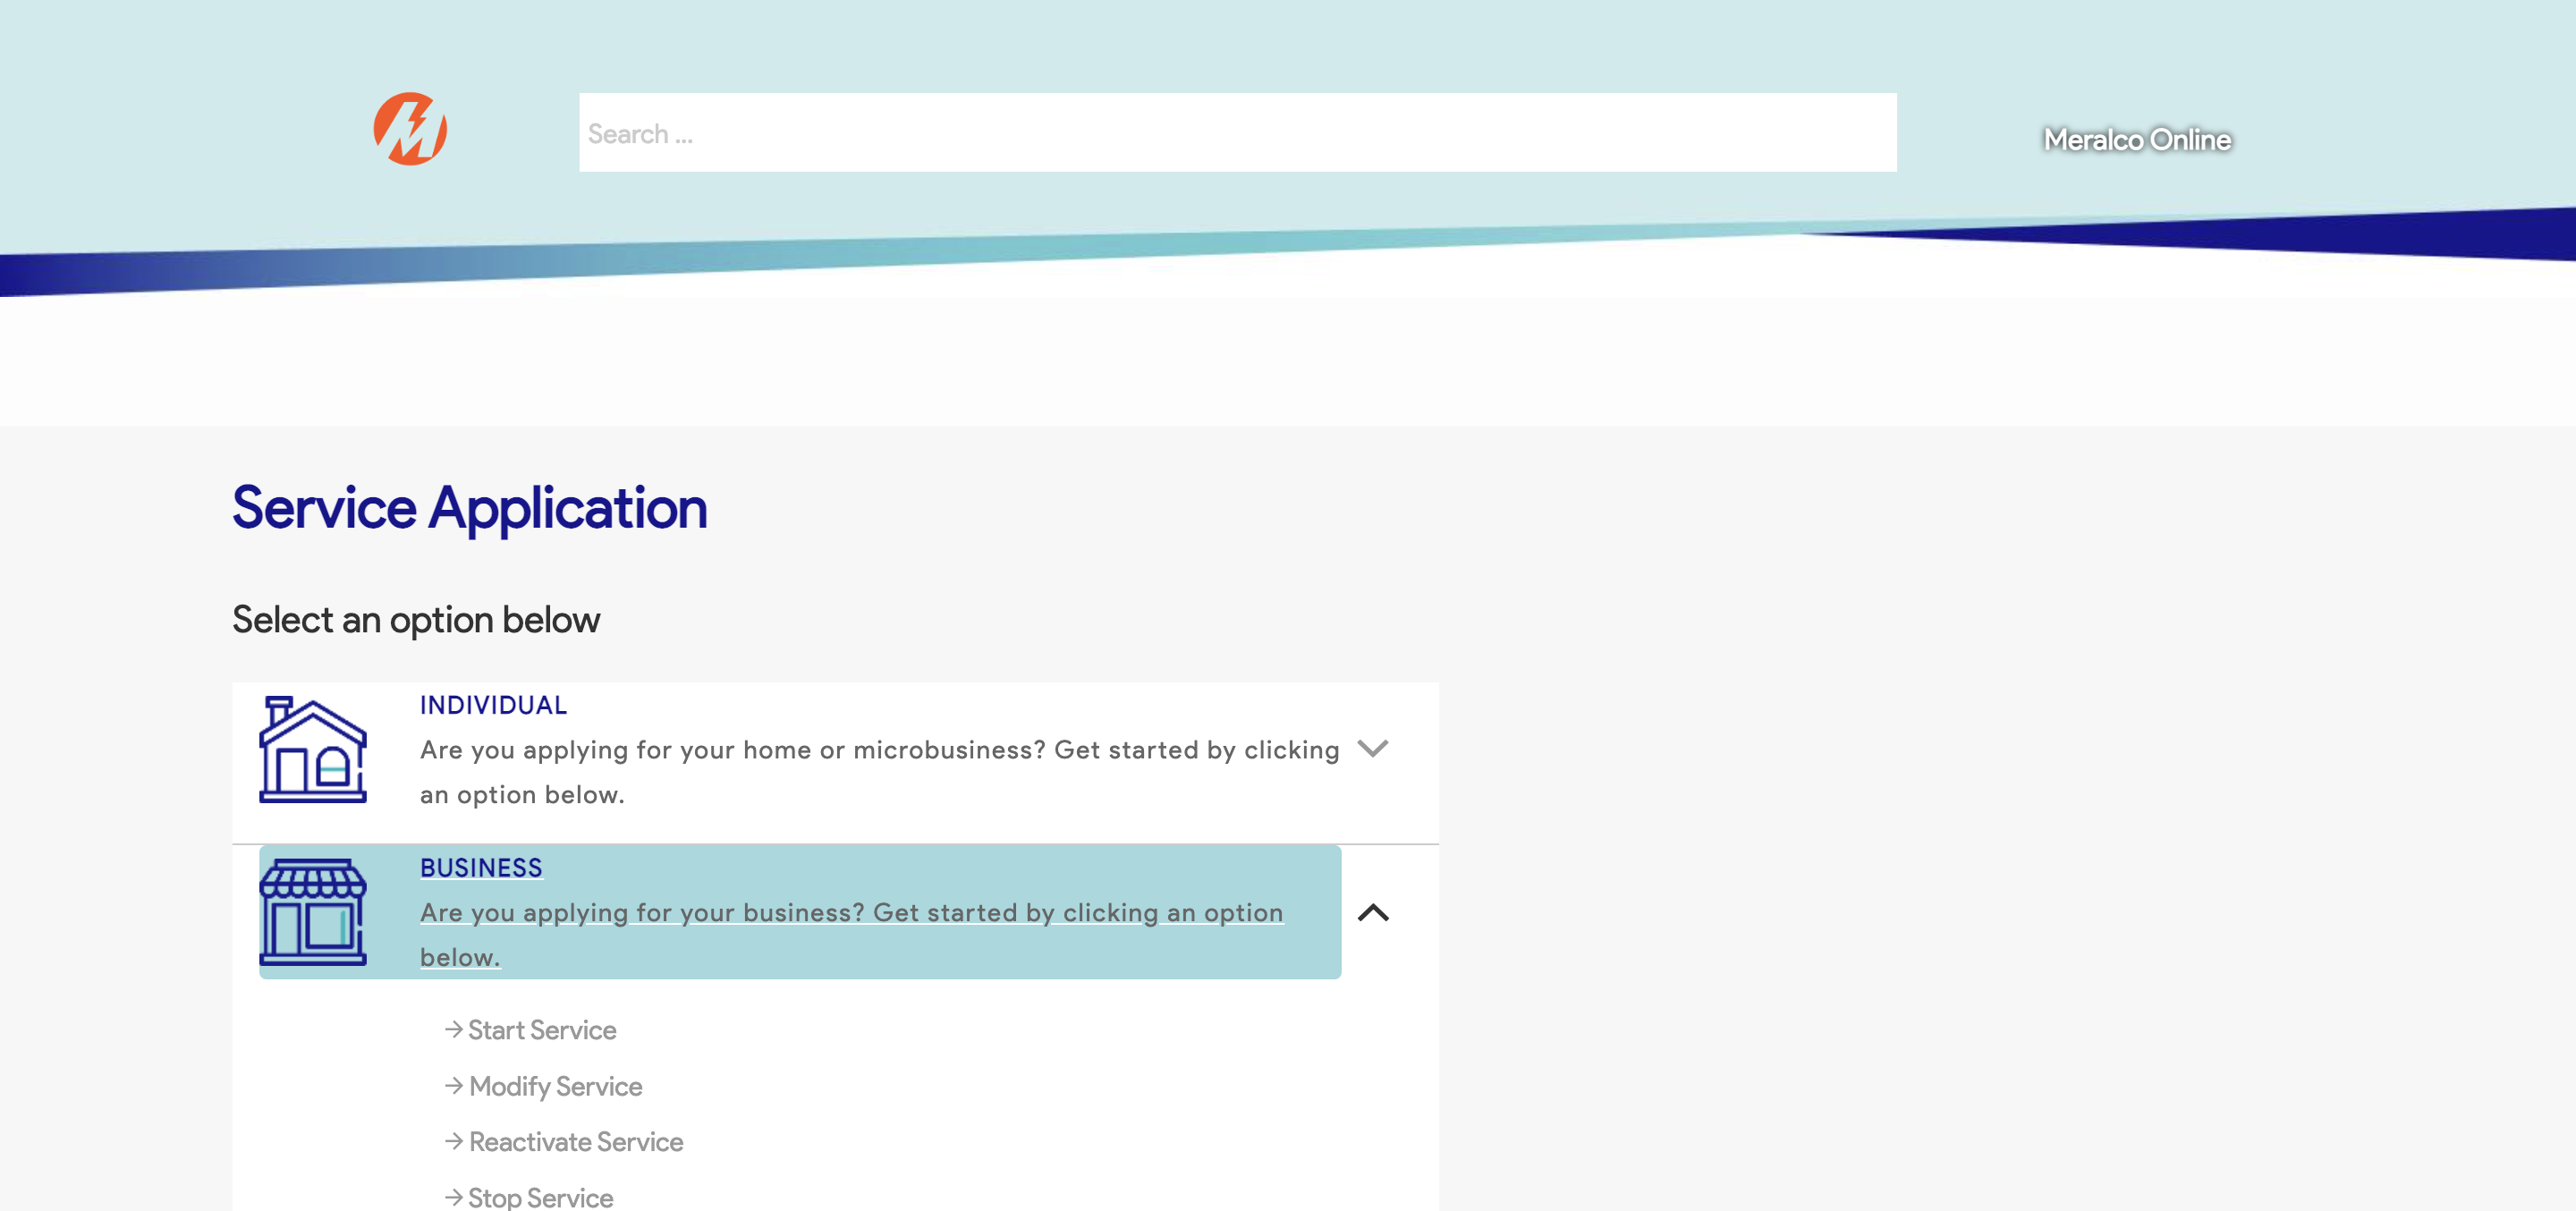 Search ...
Meralco Online
Service Application
Select an option below
INDIVIDUAL
Are you applying for your home or microbusiness? Get started by clicking
an option below.
BUSINESS
Are you applying for your business? Get started by clicking an option
below.
→ Start Service
→ Modify Service
→ Reactivate Service
→ Stop Service